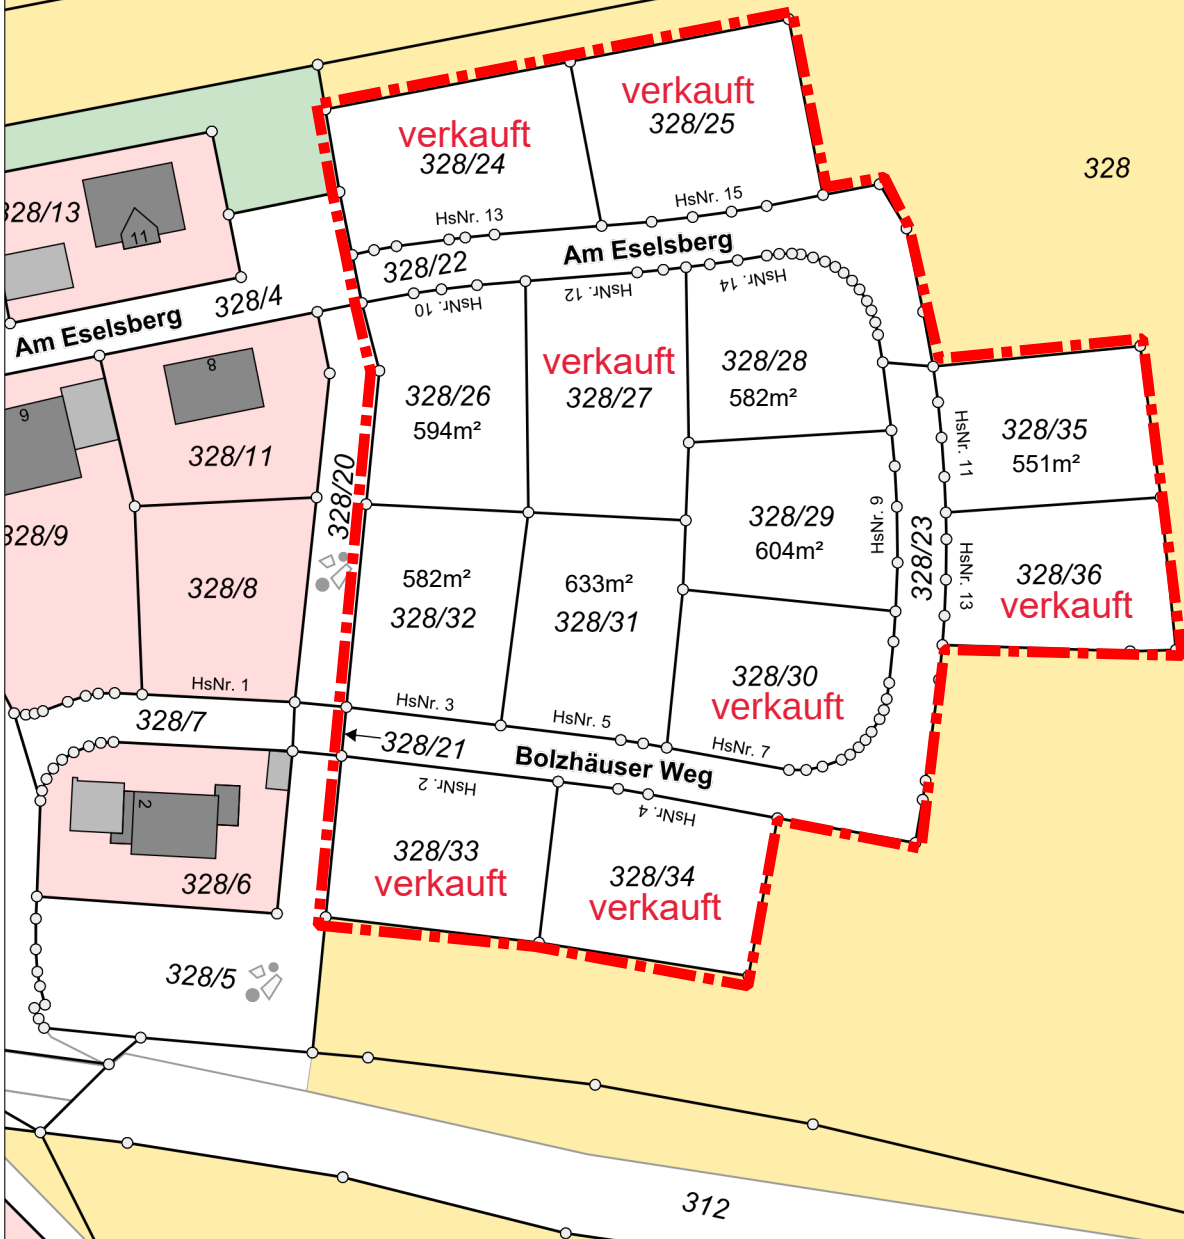 verkauft
328/25
verkauft
328/24
328
328/13
11
HsNr. 13
HsNr. 15
Am Eselsberg
328/22
328/4
Am Eselsberg
HsNr. 10
HsNr. 12
HsNr. 14
8
verkauft
328/27
328/28
582m²
328/26
594m²
9
328/11
HsNr. 11
328/35
551m²
328/20
328/29
604m²
HsNr. 9
328/23
328/9
328/8
582m²
328/32
633m²
328/31
HsNr. 13
328/36
verkauft
328/30
verkauft
HsNr. 1
HsNr. 3
HsNr. 5
HsNr. 7
328/7
328/21
Bolzhäuser Weg
HsNr. 2
HsNr. 4
2
328/33
verkauft
328/34
verkauft
328/6
328/5
312